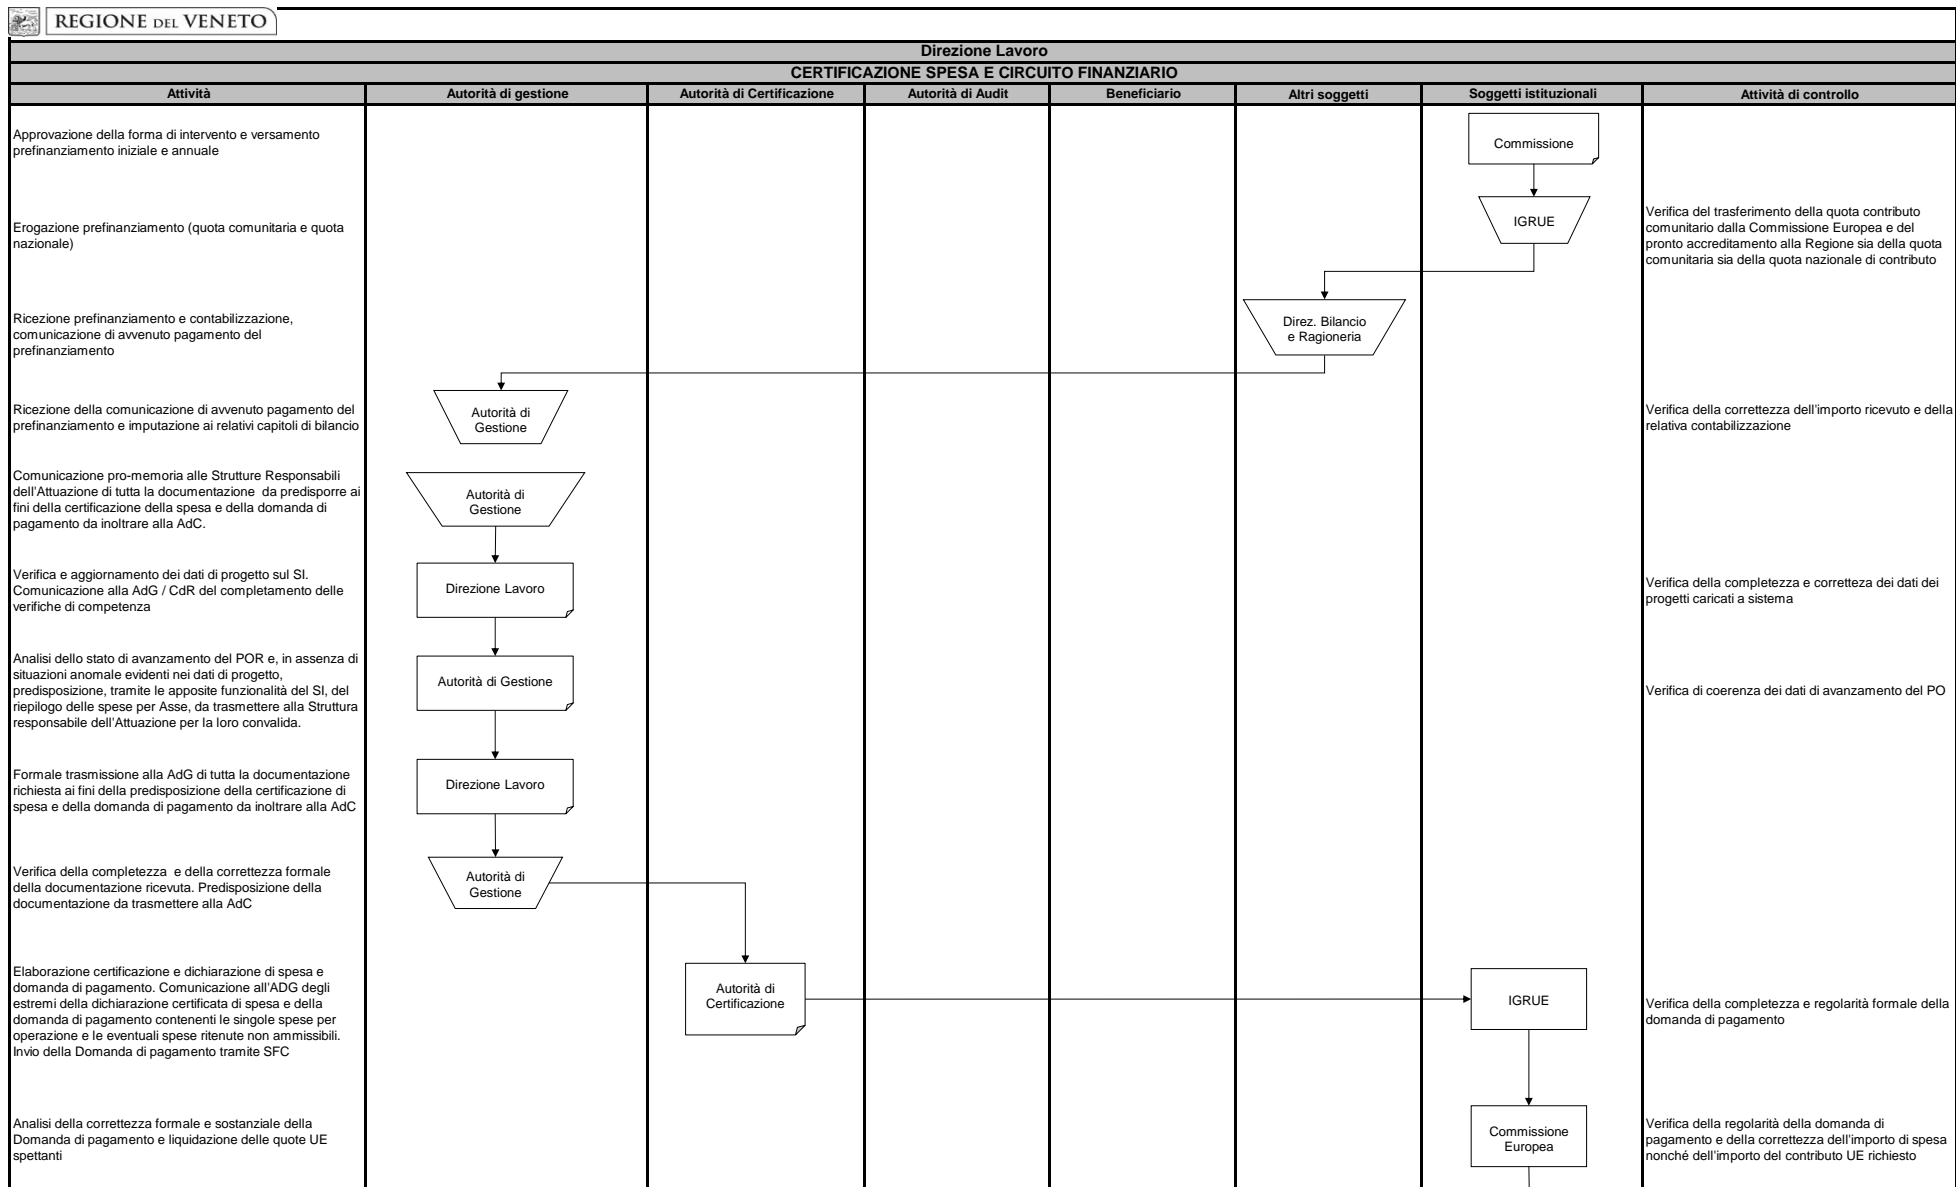 REGIONE DEL VENETO
Direzione Lavoro
CERTIFICAZIONE SPESA E CIRCUITO FINANZIARIO
Attività
Autorità di gestione
Autorità di Certificazione
Autorità di Audit
Beneficiario
Altri soggetti
Soggetti istituzionali
Attività di controllo
Approvazione della forma di intervento e versamento
prefinanziamento iniziale e annuale
Commissione
Erogazione prefinanziamento (quota comunitaria e quota
nazionale)
IGRUE
Verifica del trasferimento della quota contributo
comunitario dalla Commissione Europea e del
pronto accreditamento alla Regione sia della quota
comunitaria sia della quota nazionale di contributo
Ricezione prefinanziamento e contabilizzazione,
comunicazione di avvenuto pagamento del
prefinanziamento
Direz. Bilancio
e Ragioneria
Ricezione della comunicazione di avvenuto pagamento del
prefinanziamento e imputazione ai relativi capitoli di bilancio
Autorità di
Gestione
Verifica della correttezza dell'importo ricevuto e della
relativa contabilizzazione
Comunicazione pro-memoria alle Strutture Responsabili
dell'Attuazione di tutta la documentazione da predisporre ai
fini della certificazione della spesa e della domanda di
pagamento da inoltrare alla AdC.
Autorità di
Gestione
Verifica e aggiornamento dei dati di progetto sul SI.
Comunicazione alla AdG / CdR del completamento delle
verifiche di competenza
Direzione Lavoro
Verifica della completezza e corretteza dei dati dei
progetti caricati a sistema
Analisi dello stato di avanzamento del POR e, in assenza di
situazioni anomale evidenti nei dati di progetto,
predisposizione, tramite le apposite funzionalità del SI, del
riepilogo delle spese per Asse, da trasmettere alla Struttura
responsabile dell'Attuazione per la loro convalida.
Autorità di Gestione
Verifica di coerenza dei dati di avanzamento del PO
Formale trasmissione alla AdG di tutta la documentazione
richiesta ai fini della predisposizione della certificazione di
spesa e della domanda di pagamento da inoltrare alla AdC
Direzione Lavoro
Verifica della completezza e della correttezza formale
della documentazione ricevuta. Predisposizione della
documentazione da trasmettere alla AdC
Autorità di
Gestione
Elaborazione certificazione e dichiarazione di spesa e
domanda di pagamento. Comunicazione all'ADG degli
estremi della dichiarazione certificata di spesa e della
domanda di pagamento contenenti le singole spese per
operazione e le eventuali spese ritenute non ammissibili.
Invio della Domanda di pagamento tramite SFC
Autorità di
Certificazione
IGRUE
Verifica della completezza e regolarità formale della
domanda di pagamento
Analisi della correttezza formale e sostanziale della
Domanda di pagamento e liquidazione delle quote UE
spettanti
Commissione
Europea
Verifica della regolarità della domanda di
pagamento e della correttezza dell'importo di spesa
nonché dell'importo del contributo UE richiesto